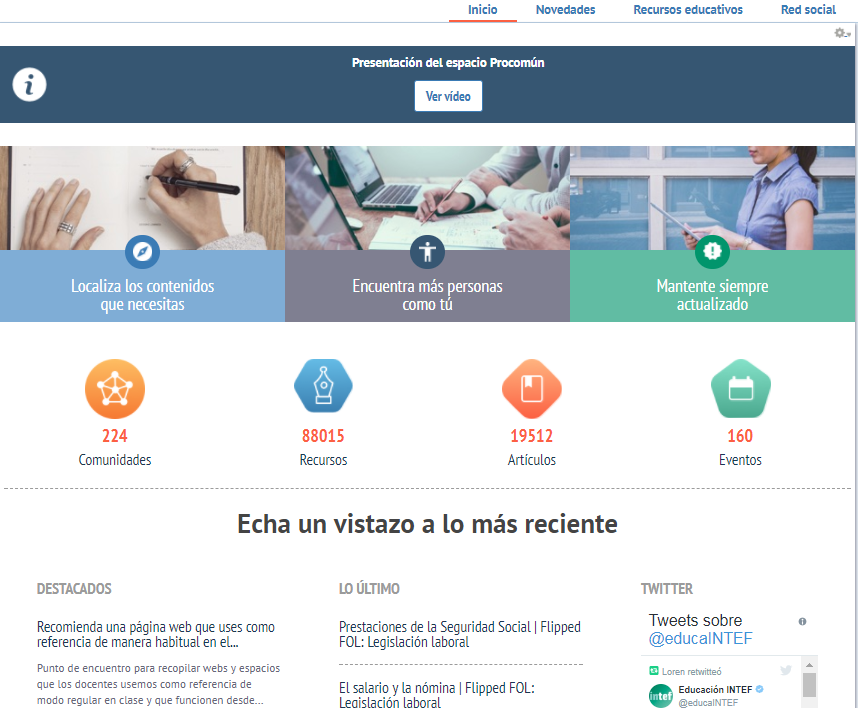 Inicio
Novedades
Recursos educativos
Red social
Presentación del espacio Procomún
Ver vídeo
Localiza los contenidos
que necesitas
Encuentra más personas
como tú
Mantente siempre
actualizado
224
Comunidades
88015
Recursos
19512
Artículos
160
Eventos
Echa un vistazo a lo más reciente
DESTACADOS
Recomienda una página web que uses como
referencia de manera habitual en el...
Punto de encuentro para recopilar webs y espacios
que los docentes usemos como referencia de
modo regular en clase y que funcionen desde...
LO ÚLTIMO
Prestaciones de la Seguridad Social | Flipped
FOL: Legislación laboral
El salario y la nómina | Flipped FOL:
Legislación laboral
TWITTER
Tweets sobre
@educaINTEF
Loren retwitteó
intef
Educación INTEF
@educaINTEF